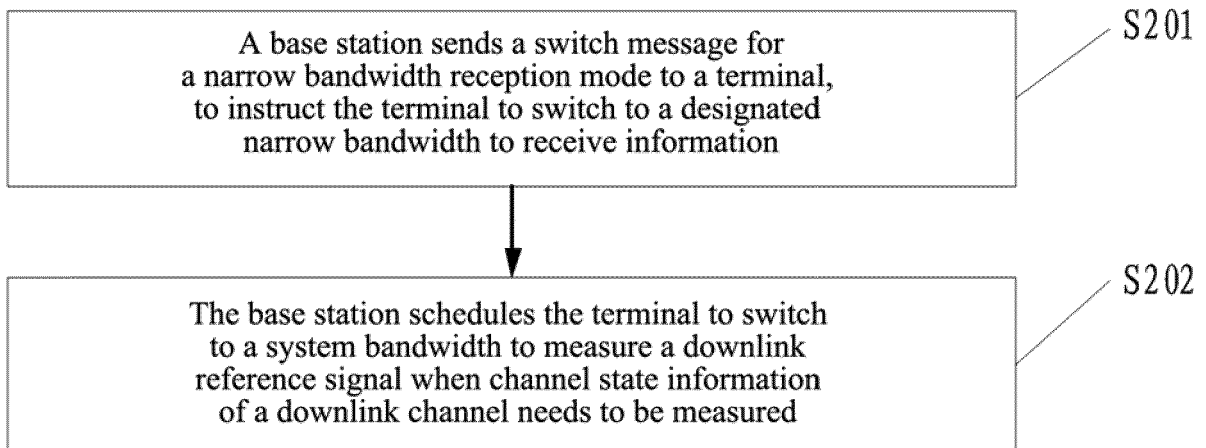 A base station sends a switch message for
a narrow bandwidth reception mode to a terminal,
to instruct the terminal to switch to a designated
narrow bandwidth to receive information
S201
The base station schedules the terminal to switch
to a system bandwidth to measure a downlink
reference signal when channel state information
of a downlink channel needs to be measured
S202